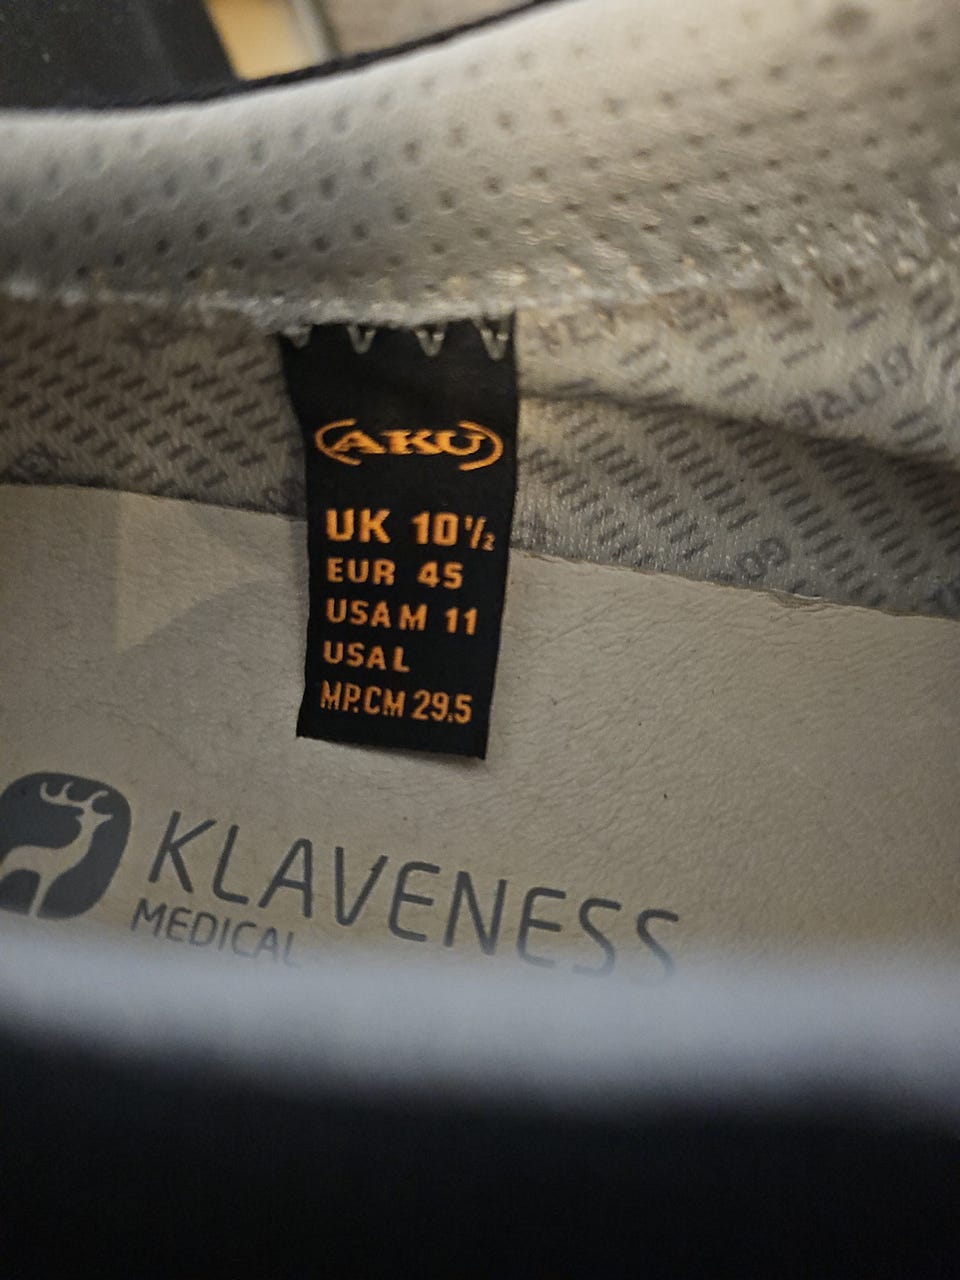 (AKU)
UK 10½
EUR 45
USA M 11
USA L
MP.CM 29.5
KLAVENESS
MEDICAL